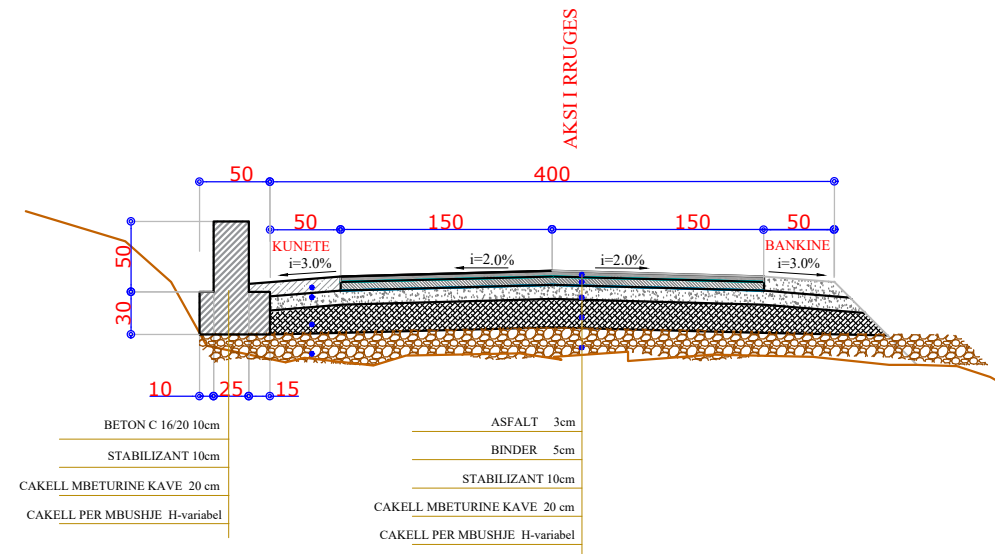 AKSI I RRUGES
50
400
50
150
150
50
KUNETE
BANKINE
i=3.0%
i=2.0%
i=2.0%
i=3.0%
50
30
10
25
15
BETON C 16/20 10cm
STABILIZANT 10cm
CAKELL MBETURINE KAVE 20 cm
CAKELL PER MBUSHJE H-variabel
ASFALT 3cm
BINDER 5cm
STABILIZANT 10cm
CAKELL MBETURINE KAVE 20 cm
CAKELL PER MBUSHJE H-variabel